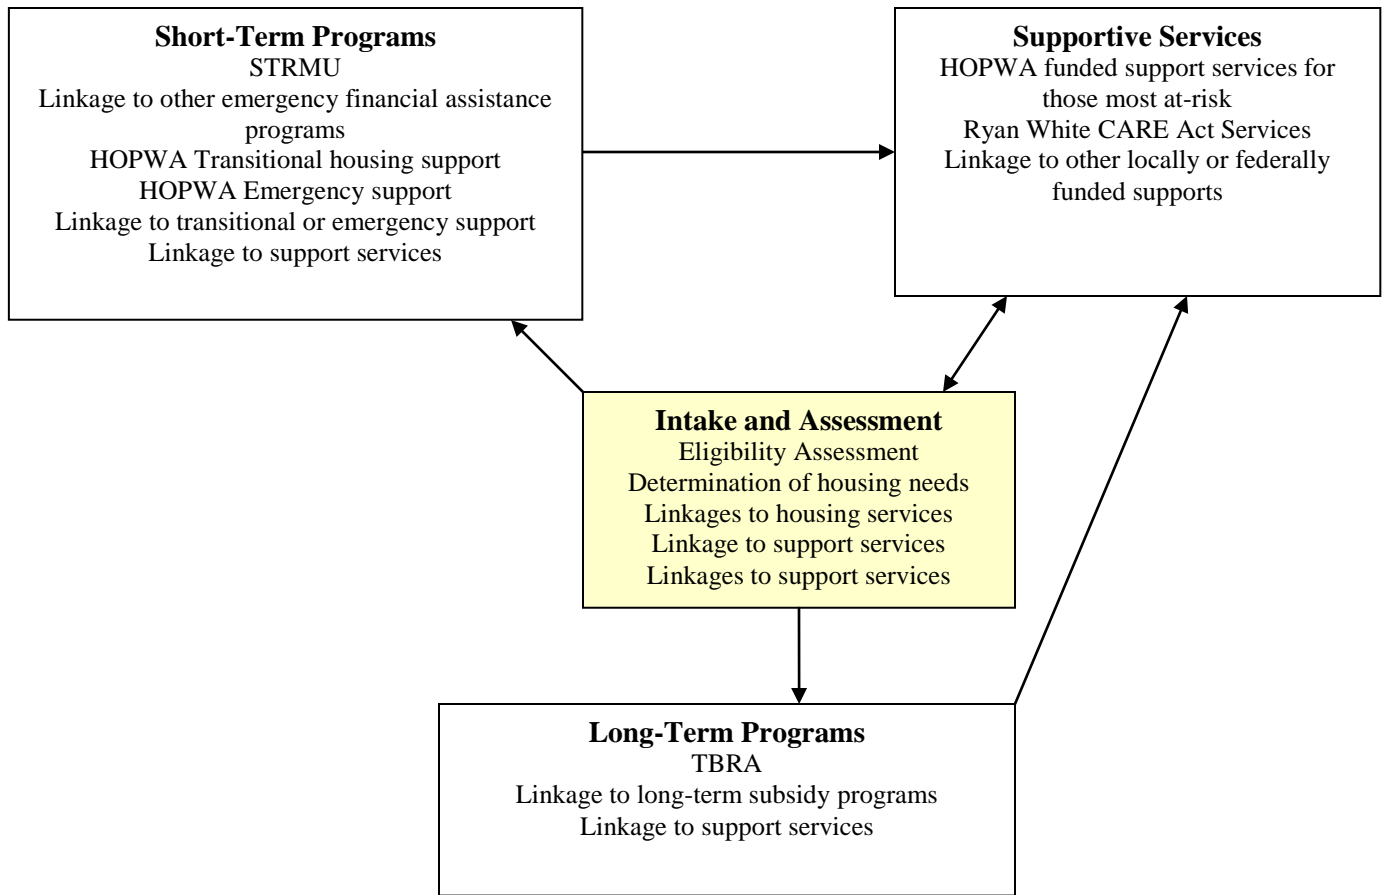 Short-Term Programs
STRMU
Linkage to other emergency financial assistance
programs
HOPWA Transitional housing support
HOPWA Emergency support
Linkage to transitional or emergency support
Linkage to support services
Supportive Services
HOPWA funded support services for
those most at-risk
Ryan White CARE Act Services
Linkage to other locally or federally
funded supports
Intake and Assessment
Eligibility Assessment
Determination of housing needs
Linkages to housing services
Linkage to support services
Linkages to support services
Long-Term Programs
TBRA
Linkage to long-term subsidy programs
Linkage to support services